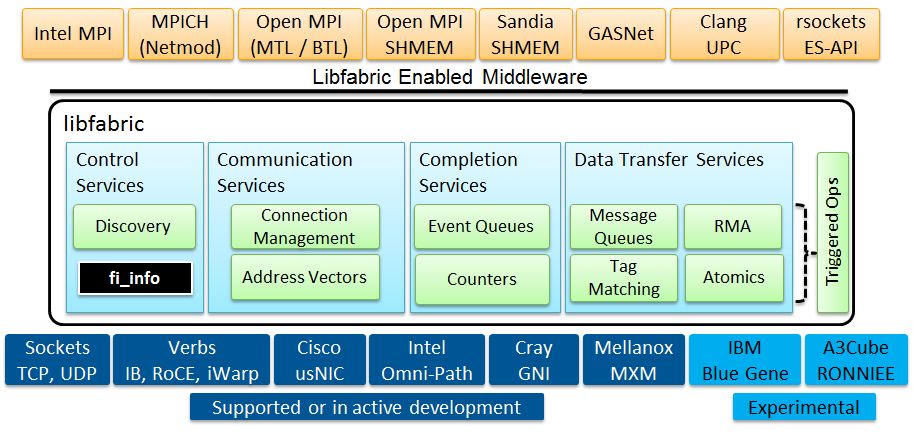 Intel MPI
MPICH
(Netmod)
Open MPI
(MTL / BTL)
Open MPI
SHMEM
Sandia
SHMEM
GASNet
Clang
UPC
rsockets
ES-API
Libfabric Enabled Middleware
libfabric
Control
Services
Discovery
fi_info
Communication
Services
Connection
Management
Address Vectors
Completion
Services
Event Queues
Counters
Data Transfer Services
Message
Queues
RMA
Tag
Matching
Atomics
Triggered Ops
Sockets
TCP, UDP
Verbs
IB, RoCE, iWarp
Cisco
usNIC
Intel
Omni-Path
Cray
GNI
Mellanox
MXM
IBM
Blue Gene
A3Cube
RONNIEE
Supported or in active development
Experimental